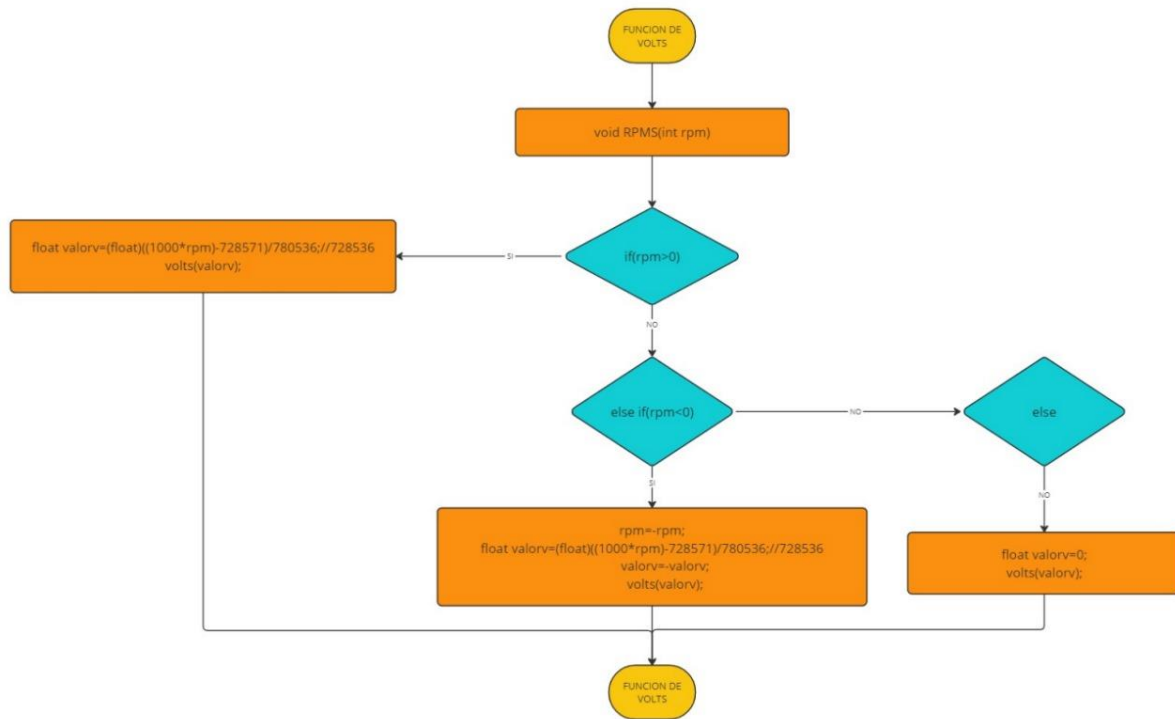 FUNCION DE
VOLTS
void RPMS(int rpm)
if(rpm>0)
SI
float valorv=(float)((1000*rpm)-728571)/780536;//728536
volts(valorv);
NO
else if(rpm<0)
NO
else
SI
NO
rpm=-rpm;
float valorv=(float)((1000*rpm)-728571)/780536;//728536
valorv=-valorv;
volts(valorv);
float valorv=0;
volts(valorv);
FUNCION DE
VOLTS